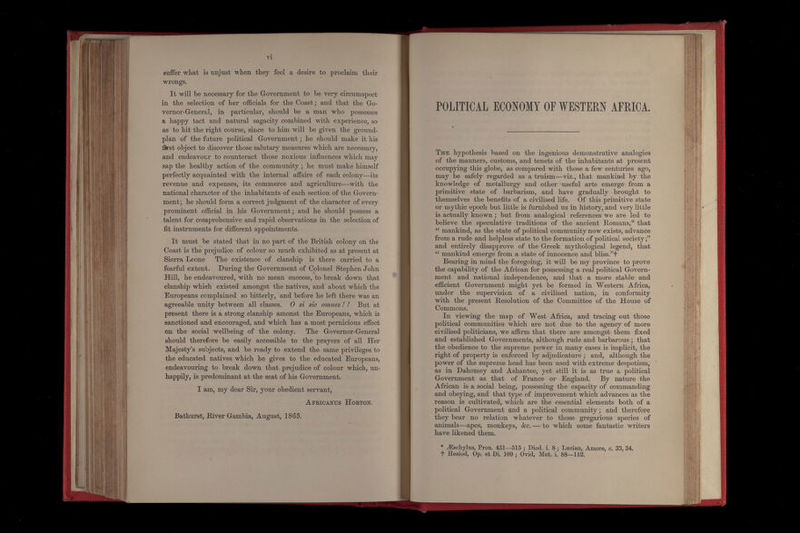 vi
suffer what is unjust when they feel a desire to proclaim their
wrongs.
It will be necessary for the Government to be very circumspect
in the selection of her officials for the Coast; and that the Go-
vernor-General, in particular, should be a man who possesses
a happy tact and natural sagacity combined with experience, so
as to hit the right course, since to him will be given the ground-
plan of the future political Government; he should make it his
first object to discover those salutary measures which are necessary,
and endeavour to counteract those noxious influences which may
sap the healthy action of the community; he must make himself
perfectly acquainted with the internal affairs of each colony—its
revenue and expenses, its commerce and agriculture—with the
national character of the inhabitants of each section of the Govern-
ment; he should form a correct judgment of the character of every
prominent official in his Government; and he should possess a
talent for comprehensive and rapid observations in the selection of
fit instruments for different appointments.
It must be stated that in no part of the British colony on the
Coast is the prejudice of colour so much exhibited as at present at
Sierra Leone The existence of clanship is there carried to a
fearful extent. During the Government of Colonel Stephen John
Hill, he endeavoured, with no mean success, to break down that
clanship which existed amongst the natives, and about which the
Europeans complained so bitterly, and before he left there was an
agreeable unity between all classes. O si sic omnes!! But at
present there is a strong clanship amonst the Europeans, which is
sanctioned and encouraged, and which has a most pernicious effect
on the social wellbeing of the colony. The Governor-General
should therefore be easily accessible to the prayers of all Her
Majesty's subjects, and be ready to extend the same privileges to
the educated natives which he gives to the educated Europeans,
endeavouring to break down that prejudice of colour which, un-
happily, is predominant at the seat of his Government.
I am, my dear Sir, your obedient servant,
AFRICANUS HORTON.
Bathurst, River Gambia, August, 1865.
POLITICAL ECONOMY OF WESTERN AFRICA.
THE hypothesis based on the ingenious demonstrative analogies
of the manners, customs, and tenets of the inhabitants at present
occupying this globe, as compared with those a few centuries ago,
may be safely regarded as a truism—viz., that mankind by the
knowledge of metallurgy and other useful arts emerge from a
primitive state of barbarism, and have gradually brought to
themselves the benefits of a civilised life. Of this primitive state
or mythic epoch but little is furnished us in history, and very little
is actually known; but from analogical references we are led to
believe the speculative traditions of the ancient Romans,* that
“ mankind, as the state of political community now exists, advance
from a rude and helpless state to the formation of political society;”
and entirely disapprove of the Greek mythological legend, that
“ mankind emerge from a state of innocence and bliss.”†
Bearing in mind the foregoing, it will be my province to prove
the capability of the African for possessing a real political Govern-
ment and national independence, and that a more stable and
efficient Government might yet be formed in Western Africa,
under the supervision of a civilised nation, in conformity
with the present Resolution of the Committee of the House of
Commons.
In viewing the map of West Africa, and tracing out those
political communities which are not due to the agency of more
civilised politicians, we affirm that there are amongst them fixed
and established Governments, although rude and barbarous; that
the obedience to the supreme power in many cases is implicit, the
right of property is enforced by adjudicature; and, although the
power of the supreme head has been used with extreme despotism,
as in Dahomey and Ashantee, yet still it is as true a political
Government as that of France or England. By nature the
African is a social being, possessing the capacity of commanding
and obeying, and that type of improvement which advances as the
reason is cultivated, which are the essential elements both of a
political Government and a political community; and therefore
they bear no relation whatever to those gregarious species of
animals—apes, monkeys, &c. — to which some fantastic writers
have likened them.
* Æschylus, Pron. 451—515; Diod. i. 8; Lucian, Amore, c. 33, 34.
† Hesiod, Op. et Di. 109; Ovid, Met. i. 88—112.